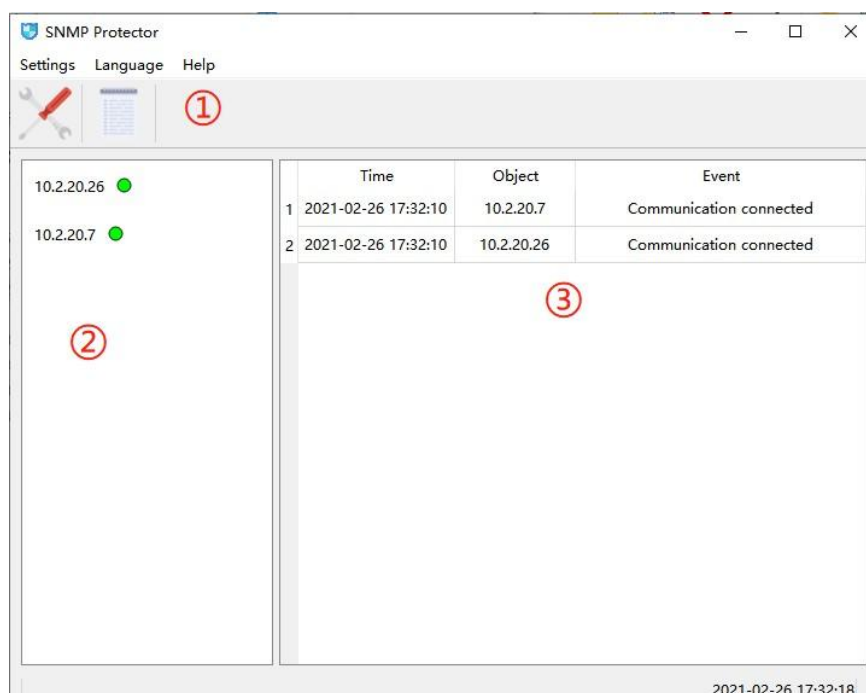 SNMP Protector
Settings Language Help
①
10.2.20.26
10.2.20.7
②
Time Object Event
1 2021-02-26 17:32:10 10.2.20.7 Communication connected
2 2021-02-26 17:32:10 10.2.20.26 Communication connected
③
2021-02-26 17:32:18